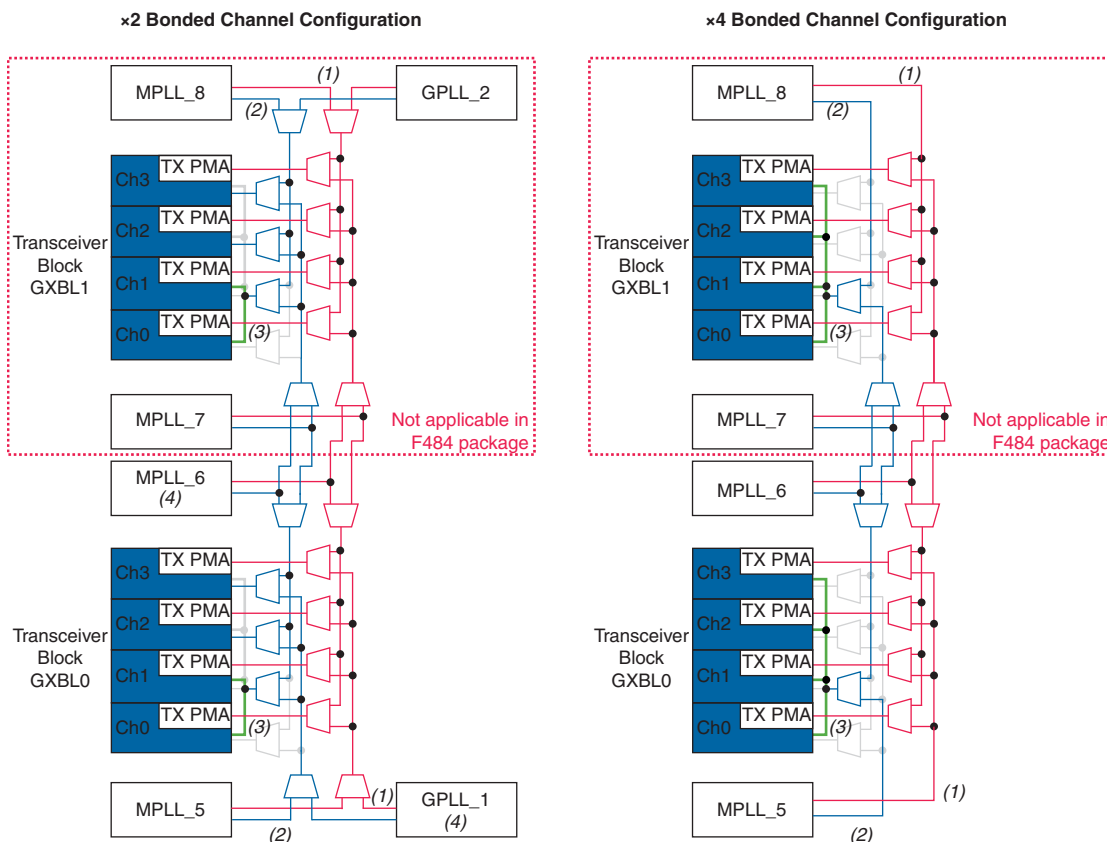 ×2 Bonded Channel Configuration
MPLL_8
(1)
(2)
GPLL_2
TX PMA
Ch3
TX PMA
Ch2
Transceiver
Block
GXBL1
TX PMA
Ch1
TX PMA
Ch0
(3)
MPLL_7
Not applicable in
F484 package
MPLL_6
(4)
TX PMA
Ch3
TX PMA
Ch2
Transceiver
Block
GXBL0
TX PMA
Ch1
TX PMA
Ch0
(3)
MPLL_5
(1)
(2)
GPLL_1
(4)
×4 Bonded Channel Configuration
MPLL_8
(1)
(2)
TX PMA
Ch3
TX PMA
Ch2
Transceiver
Block
GXBL1
TX PMA
Ch1
TX PMA
Ch0
(3)
MPLL_7
Not applicable in
F484 package
MPLL_6
TX PMA
Ch3
TX PMA
Ch2
Transceiver
Block
GXBL0
TX PMA
Ch1
TX PMA
Ch0
(3)
MPLL_5
(1)
(2)